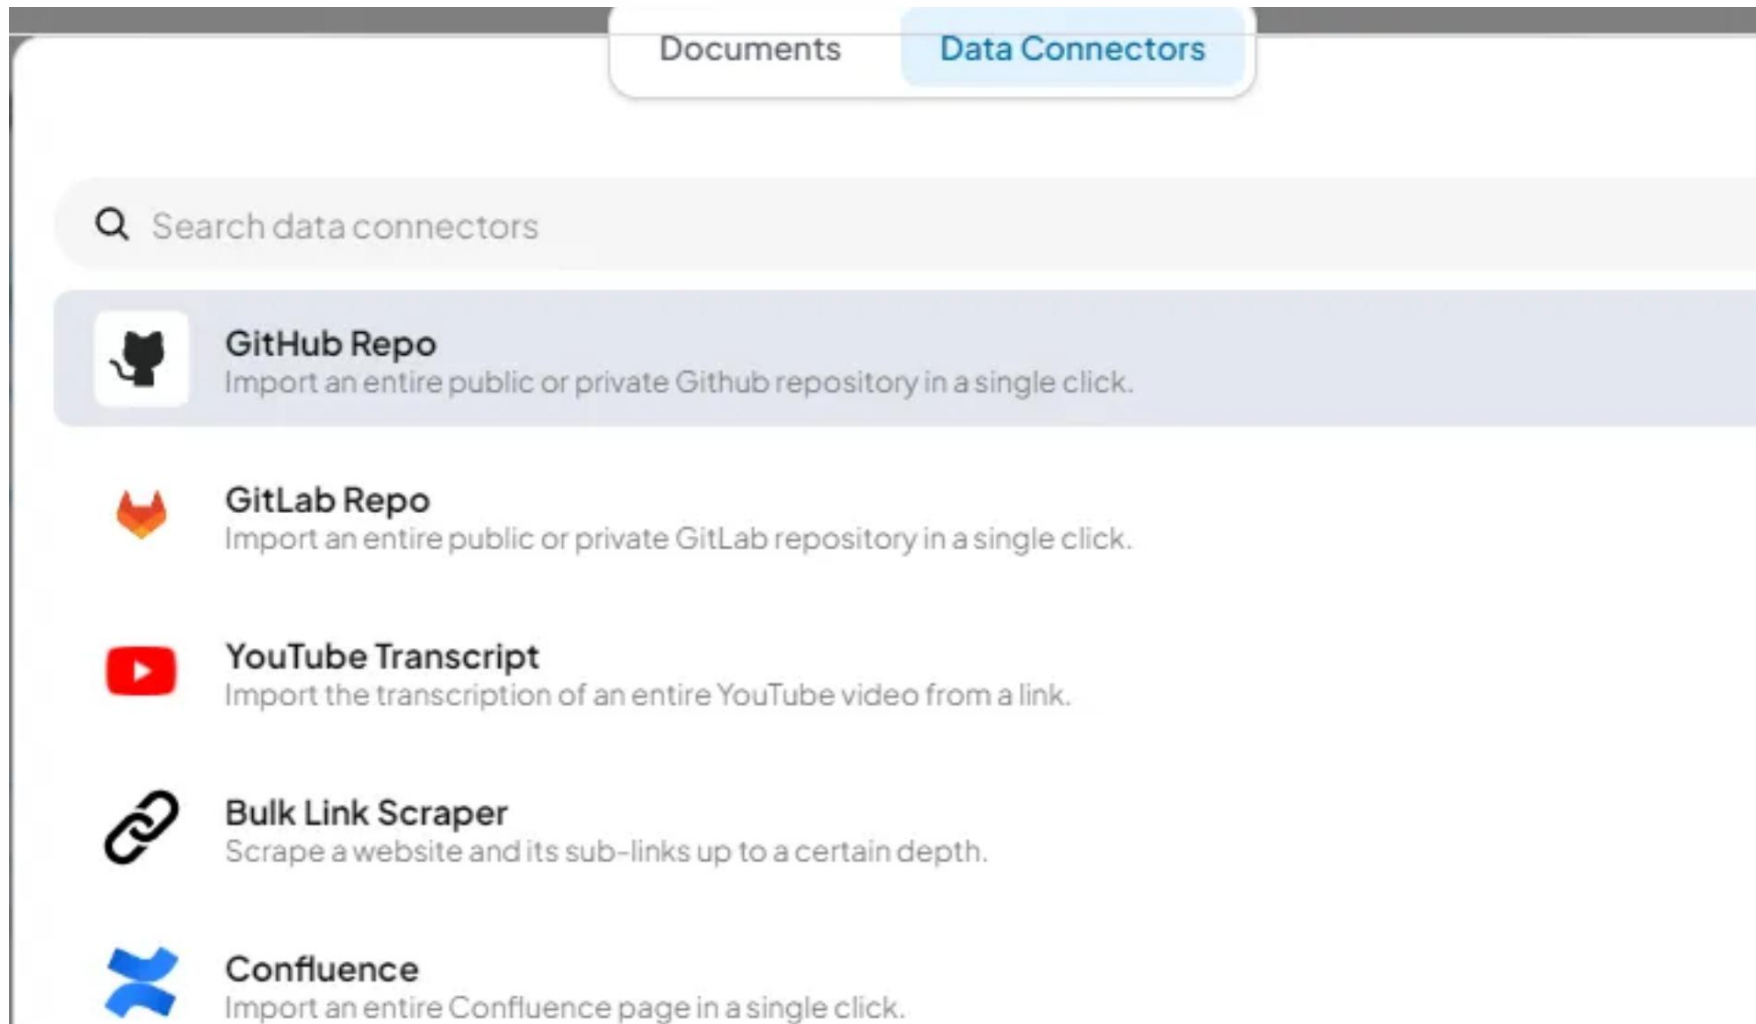 Documents
Data Connectors
Search data connectors
GitHub Repo
Import an entire public or private Github repository in a single click.
GitLab Repo
Import an entire public or private GitLab repository in a single click.
YouTube Transcript
Import the transcription of an entire YouTube video from a link.
Bulk Link Scraper
Scrape a website and its sub-links up to a certain depth.
Confluence
Import an entire Confluence page in a single click.